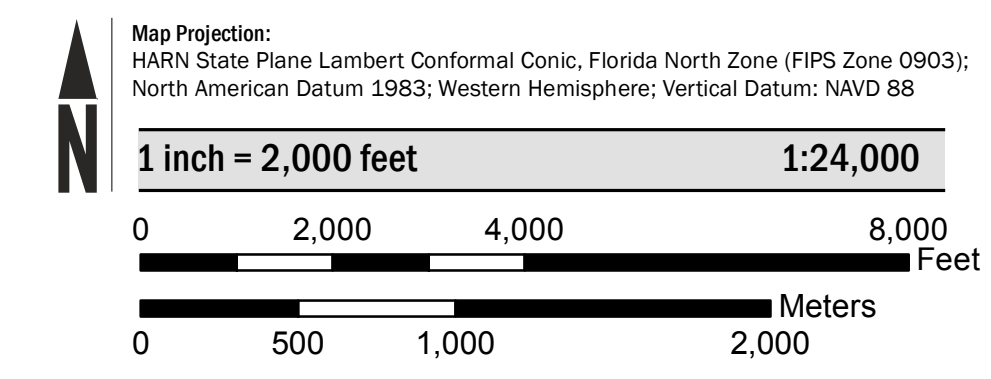 Map Projection:
HARN State Plane Lambert Conformal Conic, Florida North Zone (FIPS Zone 0903);
North American Datum 1983; Western Hemisphere; Vertical Datum: NAVD 88
N
1 inch = 2,000 feet 1:24,000
0 2,000 4,000 8,000
Feet
Meters
0 500 1,000 2,000